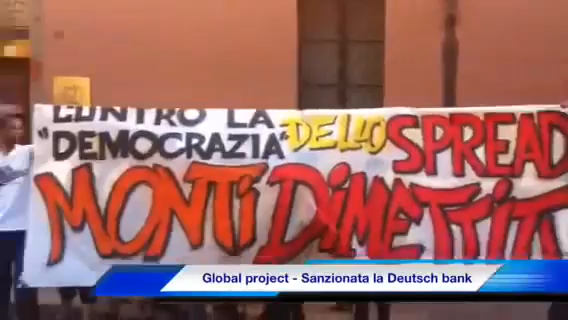 CONTRO LA
"DEMOCRAZIA" DELLO SPREAD
MONTI DIMETTITI
Global project - Sanzionata la Deutsch bank